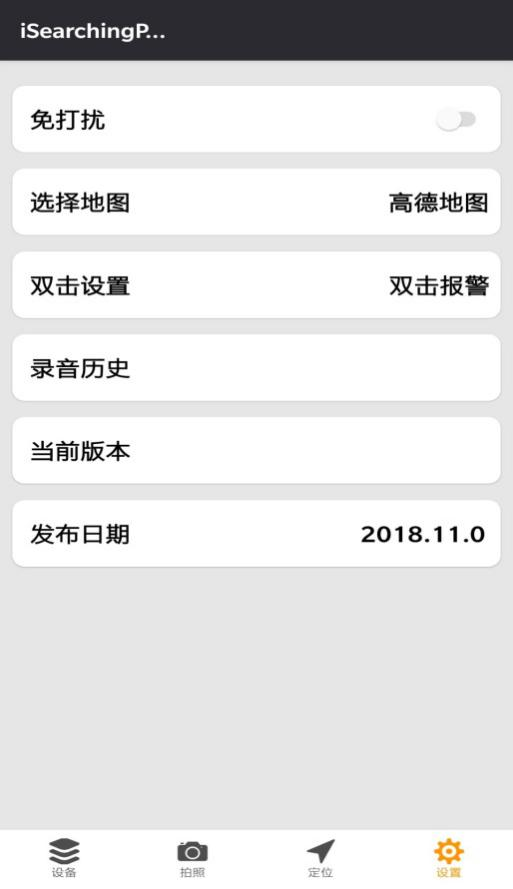 iSearchingP...
免打扰
选择地图 高德地图
双击设置 双击报警
录音历史
当前版本
发布日期 2018.11.0
设备 拍照 定位 设置